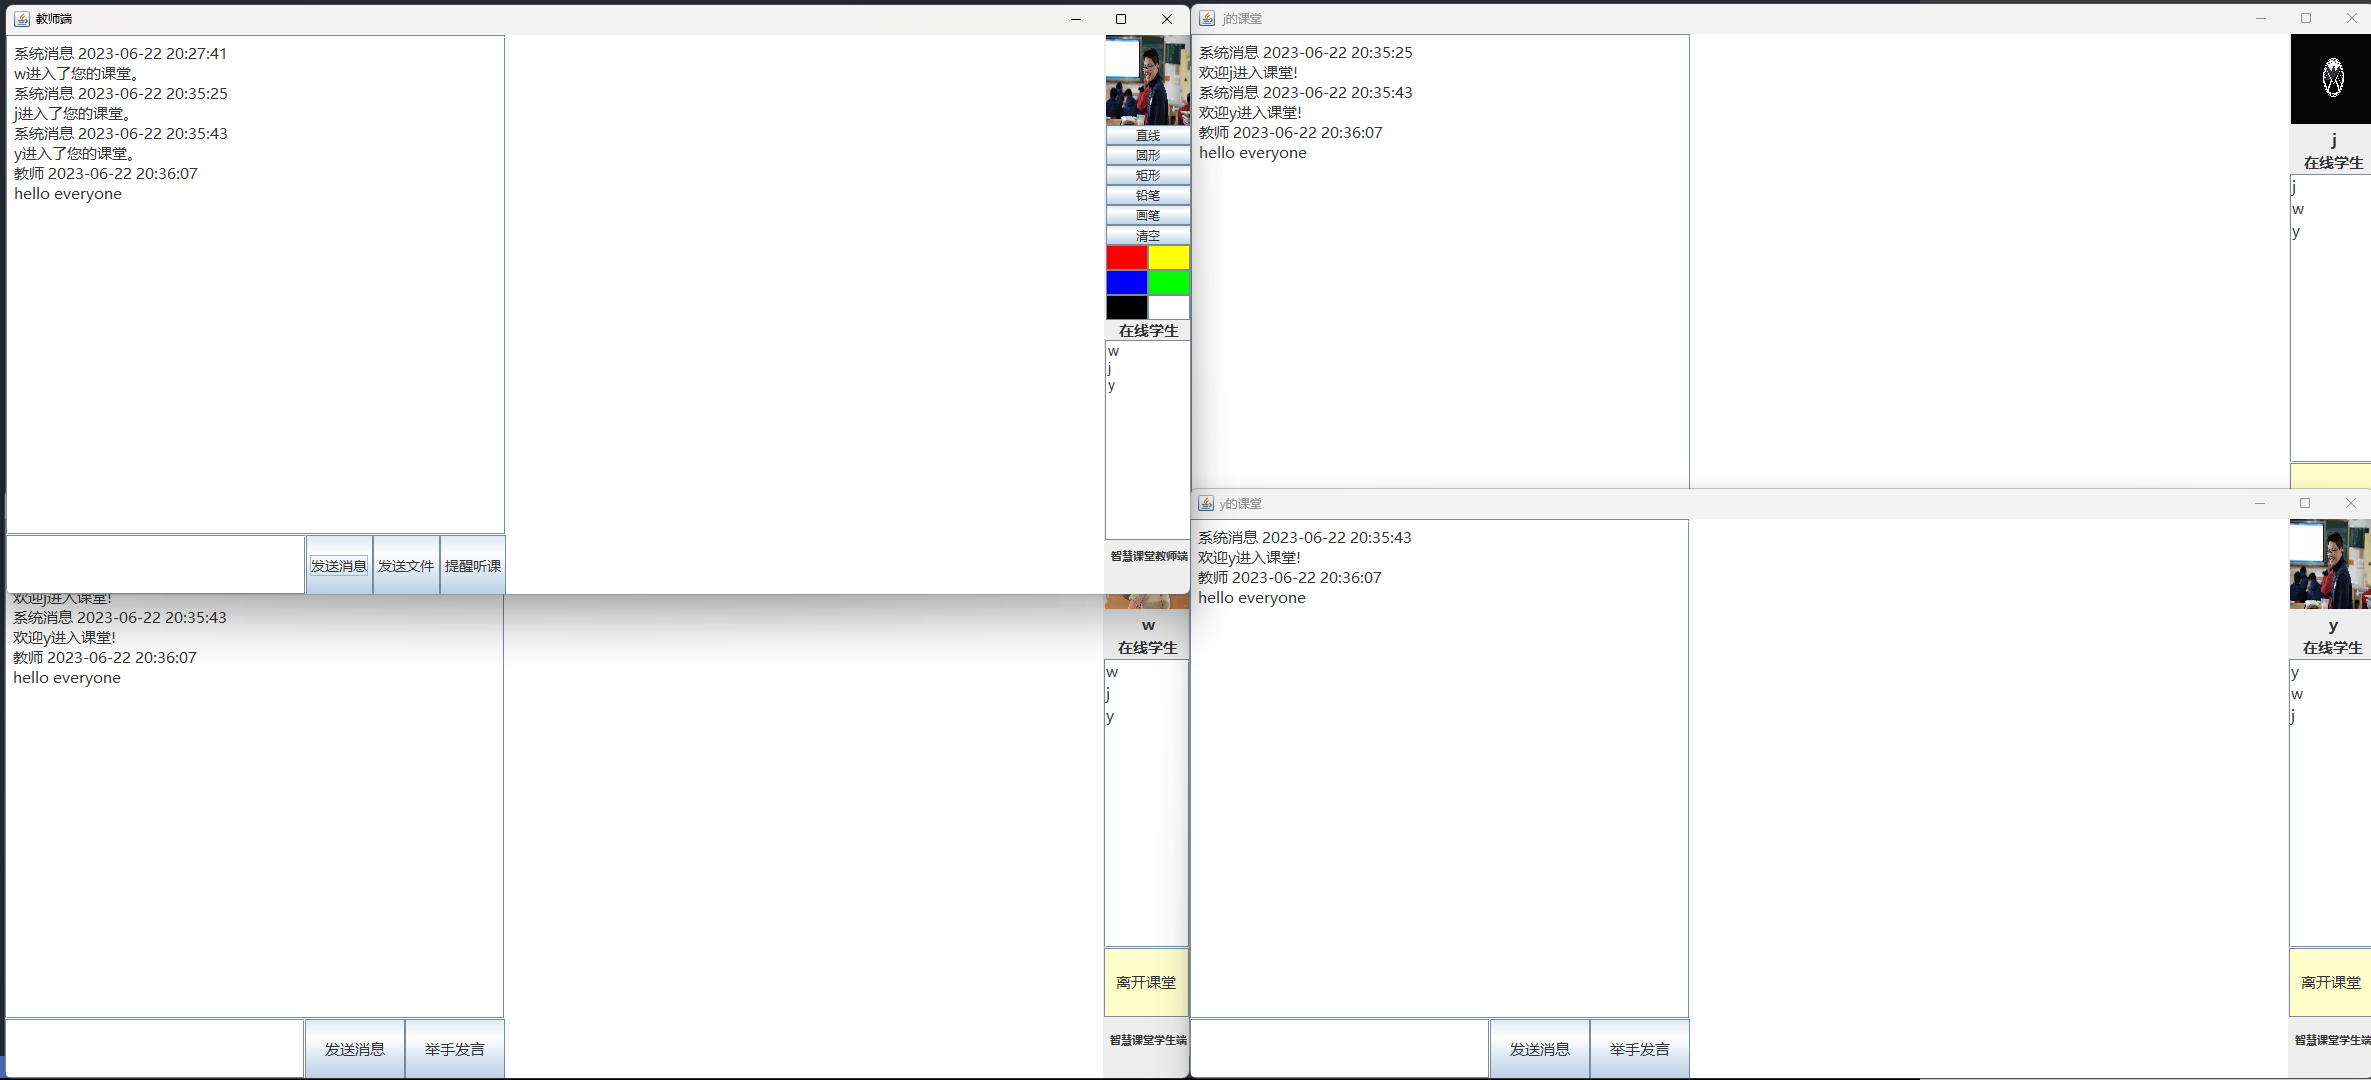 教师端
系统消息 2023-06-22 20:27:41
w进入了您的课堂。
系统消息 2023-06-22 20:35:25
j进入了您的课堂。
系统消息 2023-06-22 20:35:43
y进入了您的课堂。
教师 2023-06-22 20:36:07
hello everyone
发送消息
发送文件
提醒听课
直线
圆形
矩形
铅笔
画笔
清空
在线学生
w
j
y
智慧课堂教师端
j的课堂
系统消息 2023-06-22 20:35:25
欢迎j进入课堂!
系统消息 2023-06-22 20:35:43
欢迎y进入课堂!
教师 2023-06-22 20:36:07
hello everyone
j
在线学生
j
w
y
欢迎j进入课堂!
系统消息 2023-06-22 20:35:43
欢迎y进入课堂!
教师 2023-06-22 20:36:07
hello everyone
发送消息
举手发言
w
在线学生
w
j
y
离开课堂
智慧课堂学生端
y的课堂
系统消息 2023-06-22 20:35:43
欢迎y进入课堂!
教师 2023-06-22 20:36:07
hello everyone
发送消息
举手发言
y
在线学生
y
w
j
离开课堂
智慧课堂学生端